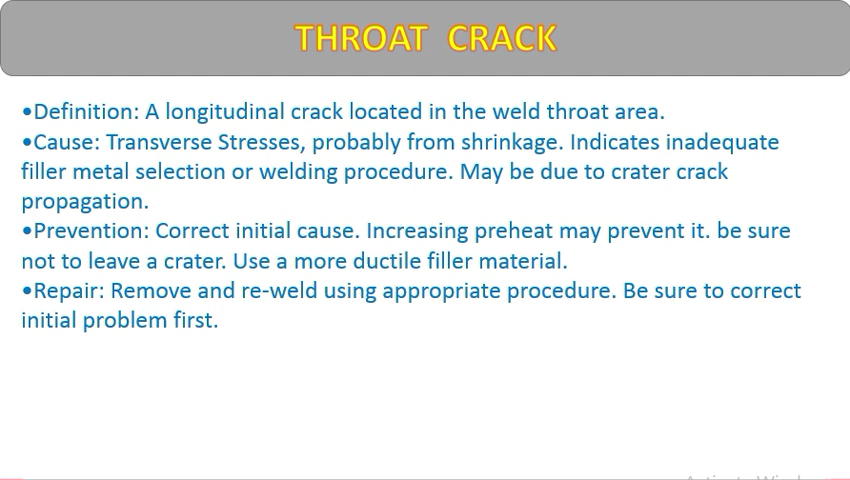 THROAT CRACK
•Definition: A longitudinal crack located in the weld throat area.
•Cause: Transverse Stresses, probably from shrinkage. Indicates inadequate
filler metal selection or welding procedure. May be due to crater crack
propagation.
•Prevention: Correct initial cause. Increasing preheat may prevent it. be sure
not to leave a crater. Use a more ductile filler material.
•Repair: Remove and re-weld using appropriate procedure. Be sure to correct
initial problem first.